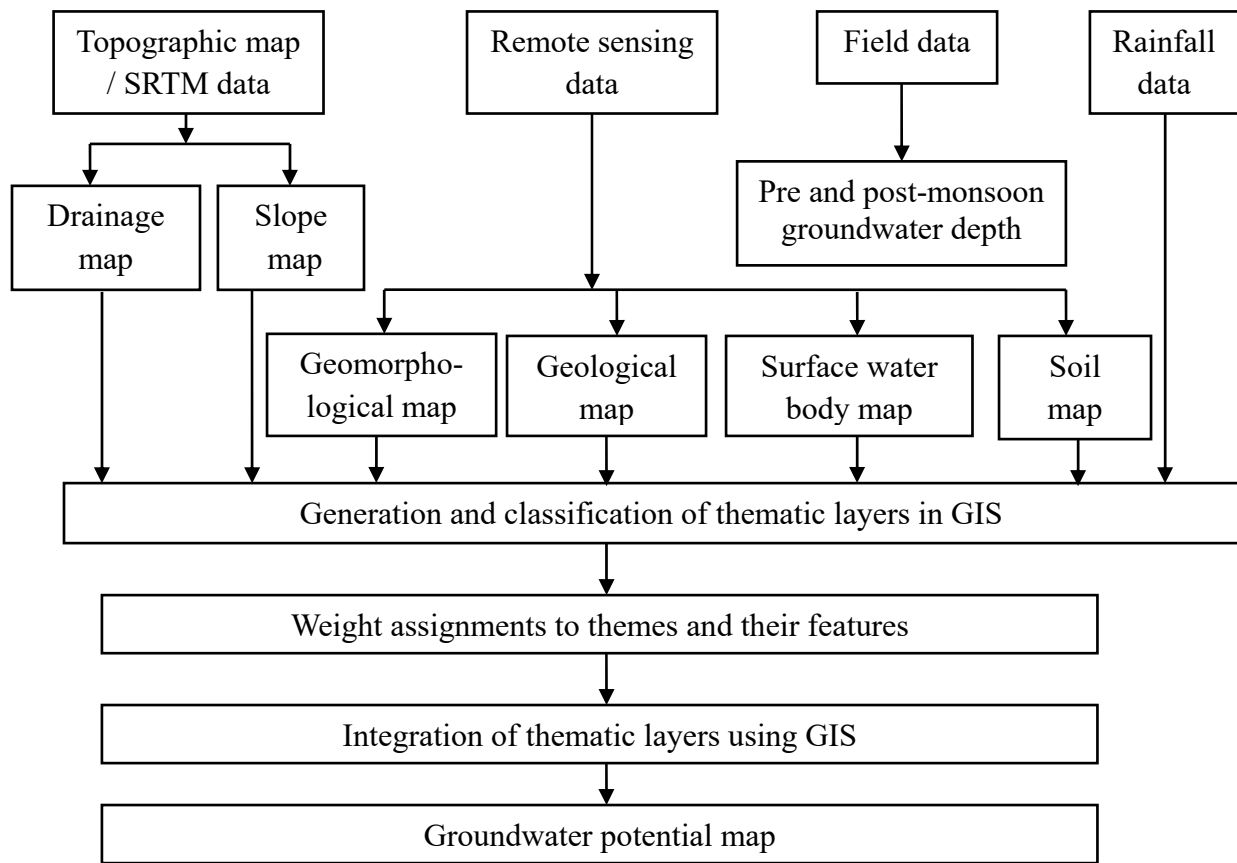 Topographic map
/ SRTM data
Remote sensing
data
Field data
Rainfall
data
Drainage
map
Slope
map
Pre and post-monsoon
groundwater depth
Geomorpho-
logical map
Geological
map
Surface water
body map
Soil
map
Generation and classification of thematic layers in GIS
Weight assignments to themes and their features
Integration of thematic layers using GIS
Groundwater potential map